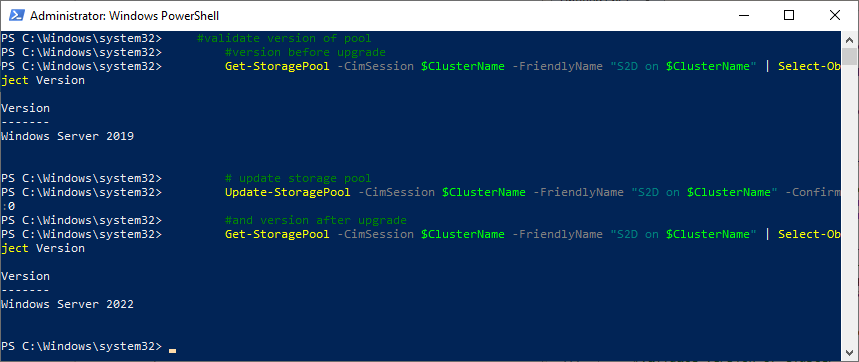 Administrator: Windows PowerShell
PS C:\Windows\system32>     #validate version of pool
PS C:\Windows\system32>         #version before upgrade
PS C:\Windows\system32>         Get-StoragePool -CimSession $ClusterName -FriendlyName "S2D on $ClusterName" | Select-Ob
ject Version
Version
-------
Windows Server 2019
PS C:\Windows\system32>         # update storage pool
PS C:\Windows\system32>         Update-StoragePool -CimSession $ClusterName -FriendlyName "S2D on $ClusterName" -Confirm
:0
PS C:\Windows\system32>         #and version after upgrade
PS C:\Windows\system32>         Get-StoragePool -CimSession $ClusterName -FriendlyName "S2D on $ClusterName" | Select-Ob
ject Version
Version
-------
Windows Server 2022
PS C:\Windows\system32>